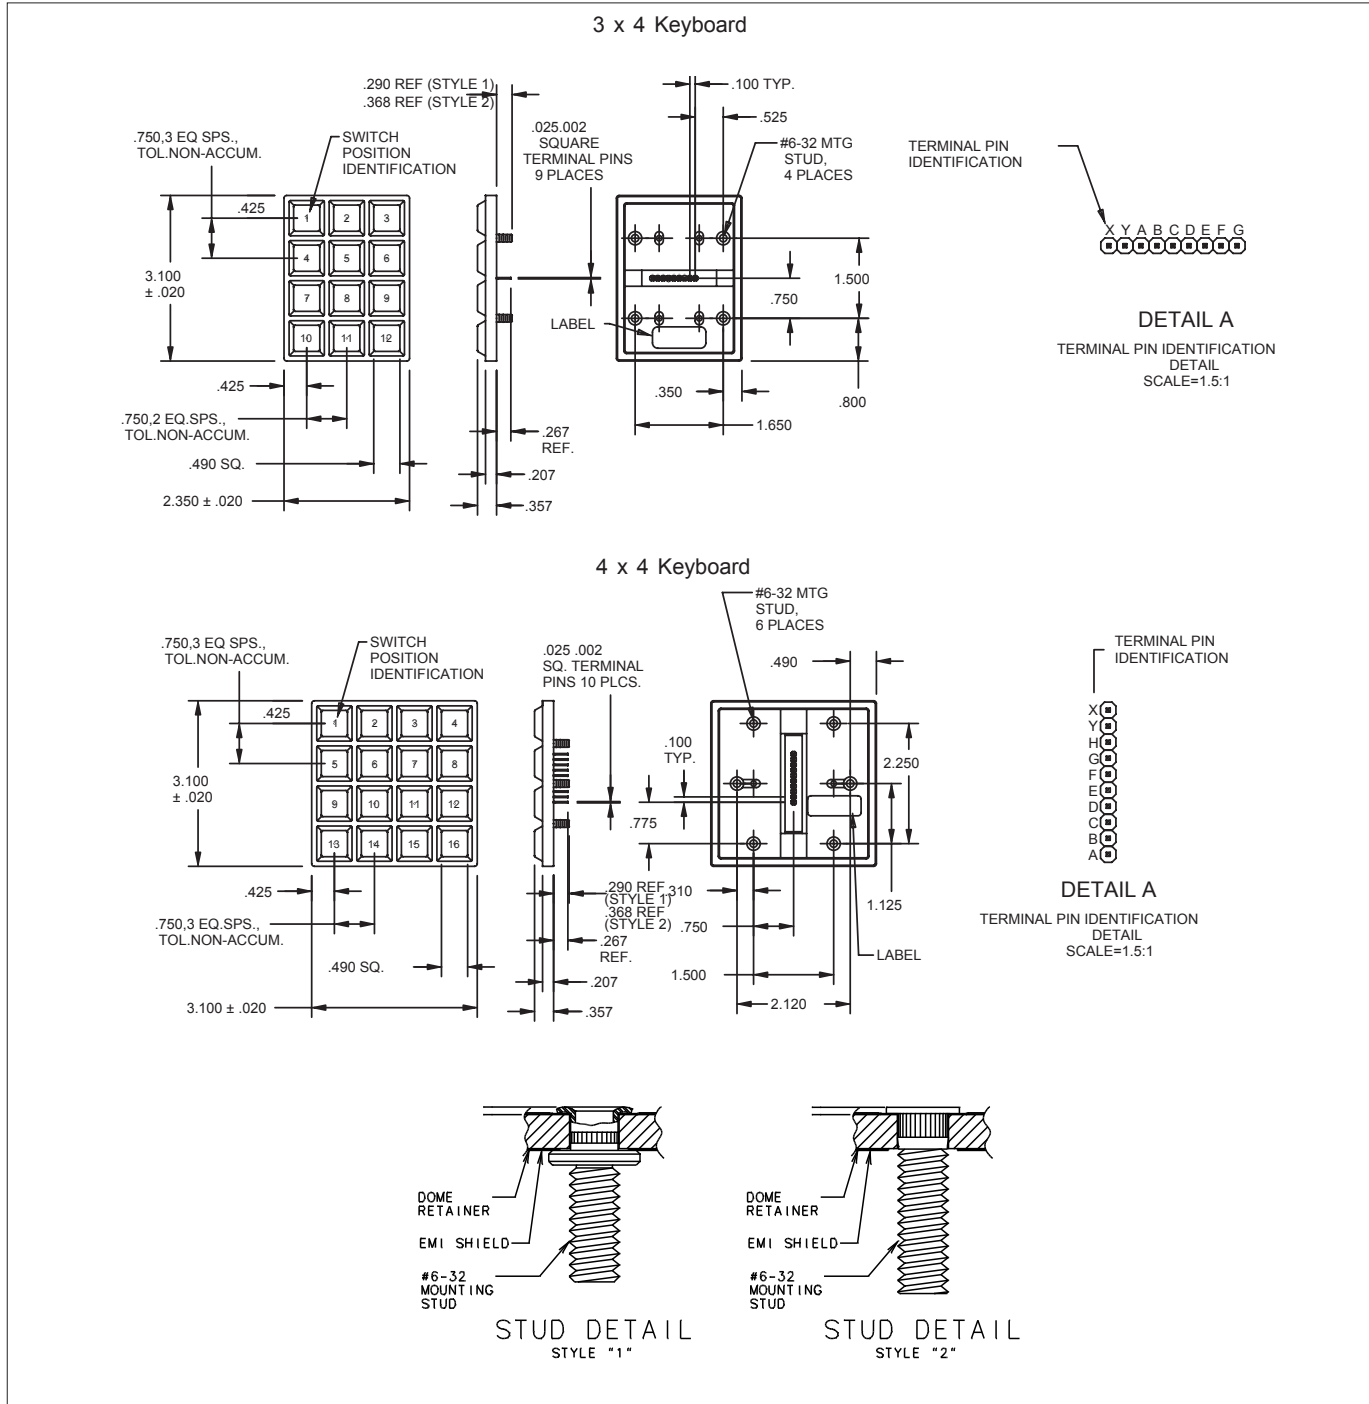 3 x 4 Keyboard
.290 REF (STYLE 1)
.368 REF (STYLE 2)
.100 TYP.
.525
.750,3 EQ SPS.,
TOL.NON-ACCUM.
SWITCH
POSITION
IDENTIFICATION
.025.002
SQUARE
TERMINAL PINS
9 PLACES
#6-32 MTG
STUD,
4 PLACES
TERMINAL PIN
IDENTIFICATION
.425
1 2 3
4 5 6
7 8 9
10 11 12
3.100
± .020
X Y A B C D E F G
1.500
.750
LABEL
DETAIL A
TERMINAL PIN IDENTIFICATION
DETAIL
SCALE=1.5:1
.425
.350
.800
.750,2 EQ.SPS.,
TOL.NON-ACCUM.
1.650
.267
REF.
.490 SQ.
.207
2.350 ± .020
.357
4 x 4 Keyboard
#6-32 MTG
STUD,
6 PLACES
.750,3 EQ SPS.,
TOL.NON-ACCUM.
SWITCH
POSITION
IDENTIFICATION
.025 .002
SQ. TERMINAL
PINS 10 PLCS.
.490
TERMINAL PIN
IDENTIFICATION
.425
1 2 3 4
5 6 7 8
9 10 11 12
13 14 15 16
3.100
± .020
.100
TYP.
2.250
.775
X
Y
H
G
F
E
D
C
B
A
.425
.290 REF
(STYLE 1)
.368 REF
(STYLE 2)
.310
1.125
DETAIL A
TERMINAL PIN IDENTIFICATION
DETAIL
SCALE=1.5:1
.750,3 EQ.SPS.,
TOL.NON-ACCUM.
.750
.267
REF.
LABEL
.490 SQ.
1.500
.207
3.100 ± .020
.357
2.120
DOME
RETAINER
EMI SHIELD
#6-32
MOUNTING
STUD
STUD DETAIL
STYLE "1"
DOME
RETAINER
EMI SHIELD
#6-32
MOUNTING
STUD
STUD DETAIL
STYLE "2"